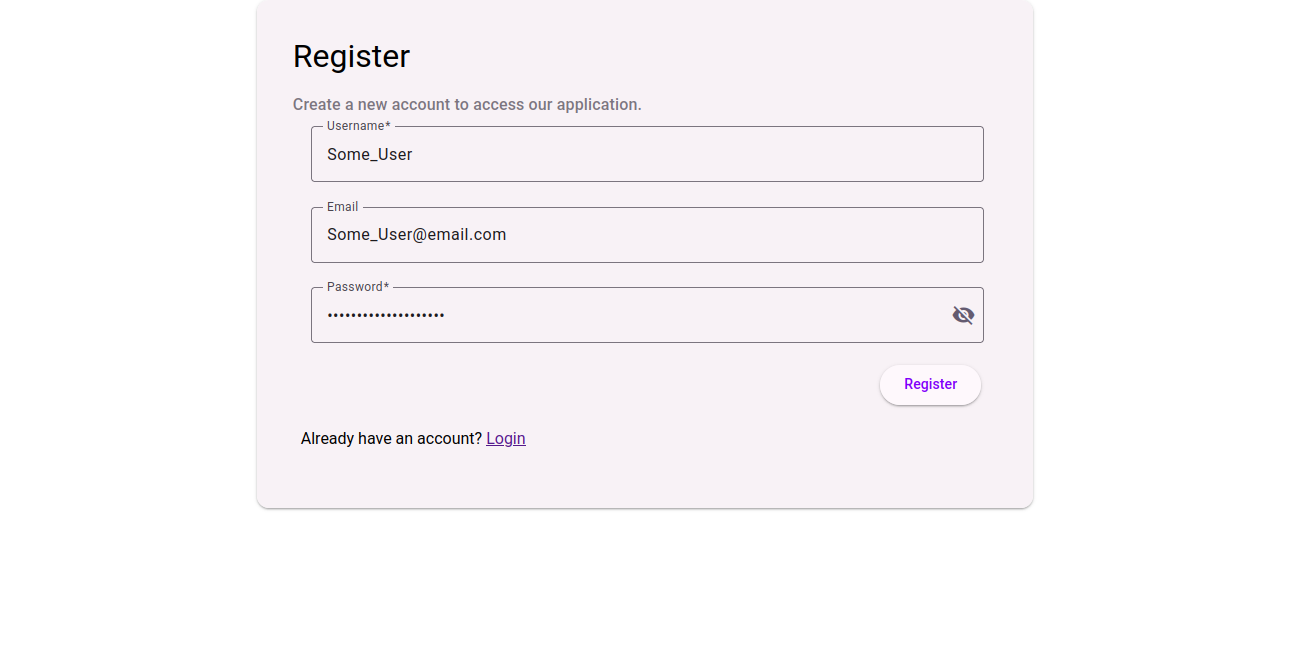 Register
Create a new account to access our application.
Username*
Some_User
Email
Some_User@email.com
Password*
•••••••••••••••••••
Register
Already have an account? Login